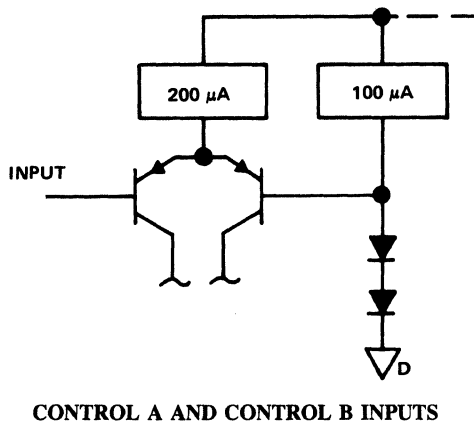 200 µA
100 µA
INPUT
D
CONTROL A AND CONTROL B INPUTS